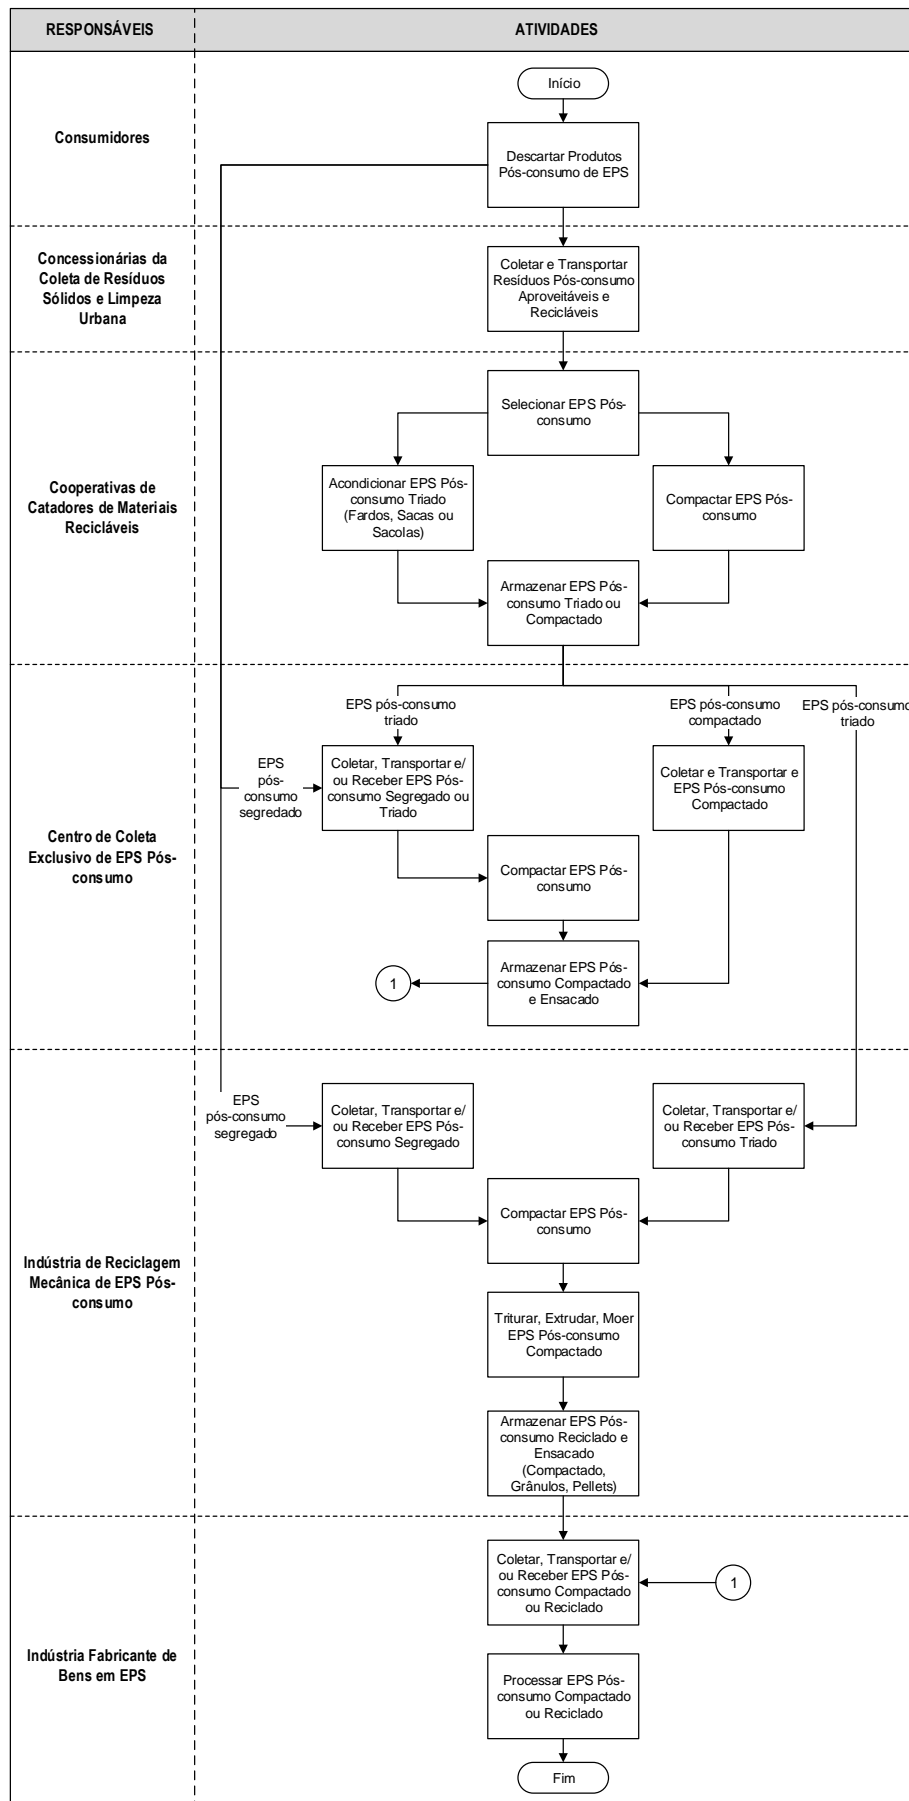 RESPONSÁVEIS
ATIVIDADES
Início
Consumidores
Descartar Produtos
Pós-consumo de EPS
Concessionárias da
Coleta de Resíduos
Sólidos e Limpeza
Urbana
Coletar e Transportar
Resíduos Pós-consumo
Aproveitáveis e
Recicláveis
Selecionar EPS Pós-
consumo
Cooperativas de
Catadores de Materiais
Recicláveis
Acondicionar EPS Pós-
consumo Triado
(Fardos, Sacas ou
Sacolas)
Compactar EPS Pós-
consumo
Armazenar EPS Pós-
consumo Triado ou
Compactado
EPS pós-consumo
triado
EPS pós-consumo
compactado
EPS pós-consumo
triado
EPS
pós-
consumo
segredado
Coletar, Transportar e/
ou Receber EPS Pós-
consumo Segregado ou
Triado
Coletar e Transportar e
EPS Pós-consumo
Compactado
Centro de Coleta
Exclusivo de EPS Pós-
consumo
Compactar EPS Pós-
consumo
Armazenar EPS Pós-
consumo Compactado
e Ensacado
1
EPS
pós-consumo
segregado
Coletar, Transportar e/
ou Receber EPS Pós-
consumo Segregado
Coletar, Transportar e/
ou Receber EPS Pós-
consumo Triado
Compactar EPS Pós-
consumo
Indústria de Reciclagem
Mecânica de EPS Pós-
consumo
Triturar, Extrudar, Moer
EPS Pós-consumo
Compactado
Armazenar EPS Pós-
consumo Reciclado e
Ensacado
(Compactado,
Grânulos, Pellets)
Coletar, Transportar e/
ou Receber EPS Pós-
consumo Compactado
ou Reciclado
1
Indústria Fabricante de
Bens em EPS
Processar EPS Pós-
consumo Compactado
ou Reciclado
Fim